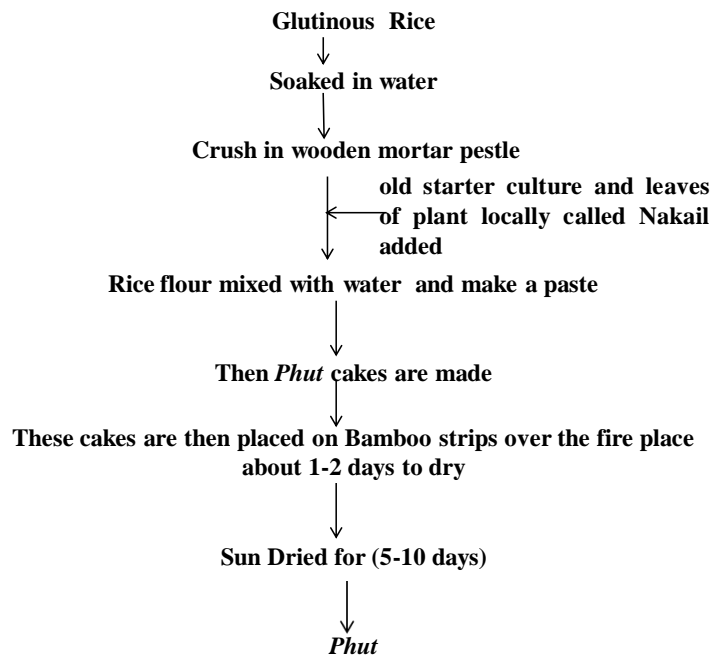 Glutinous Rice
Soaked in water
Crush in wooden mortar pestle
old starter culture and leaves
of plant locally called Nakail
added
Rice flour mixed with water and make a paste
Then Phut cakes are made
These cakes are then placed on Bamboo strips over the fire place
about 1-2 days to dry
Sun Dried for (5-10 days)
Phut